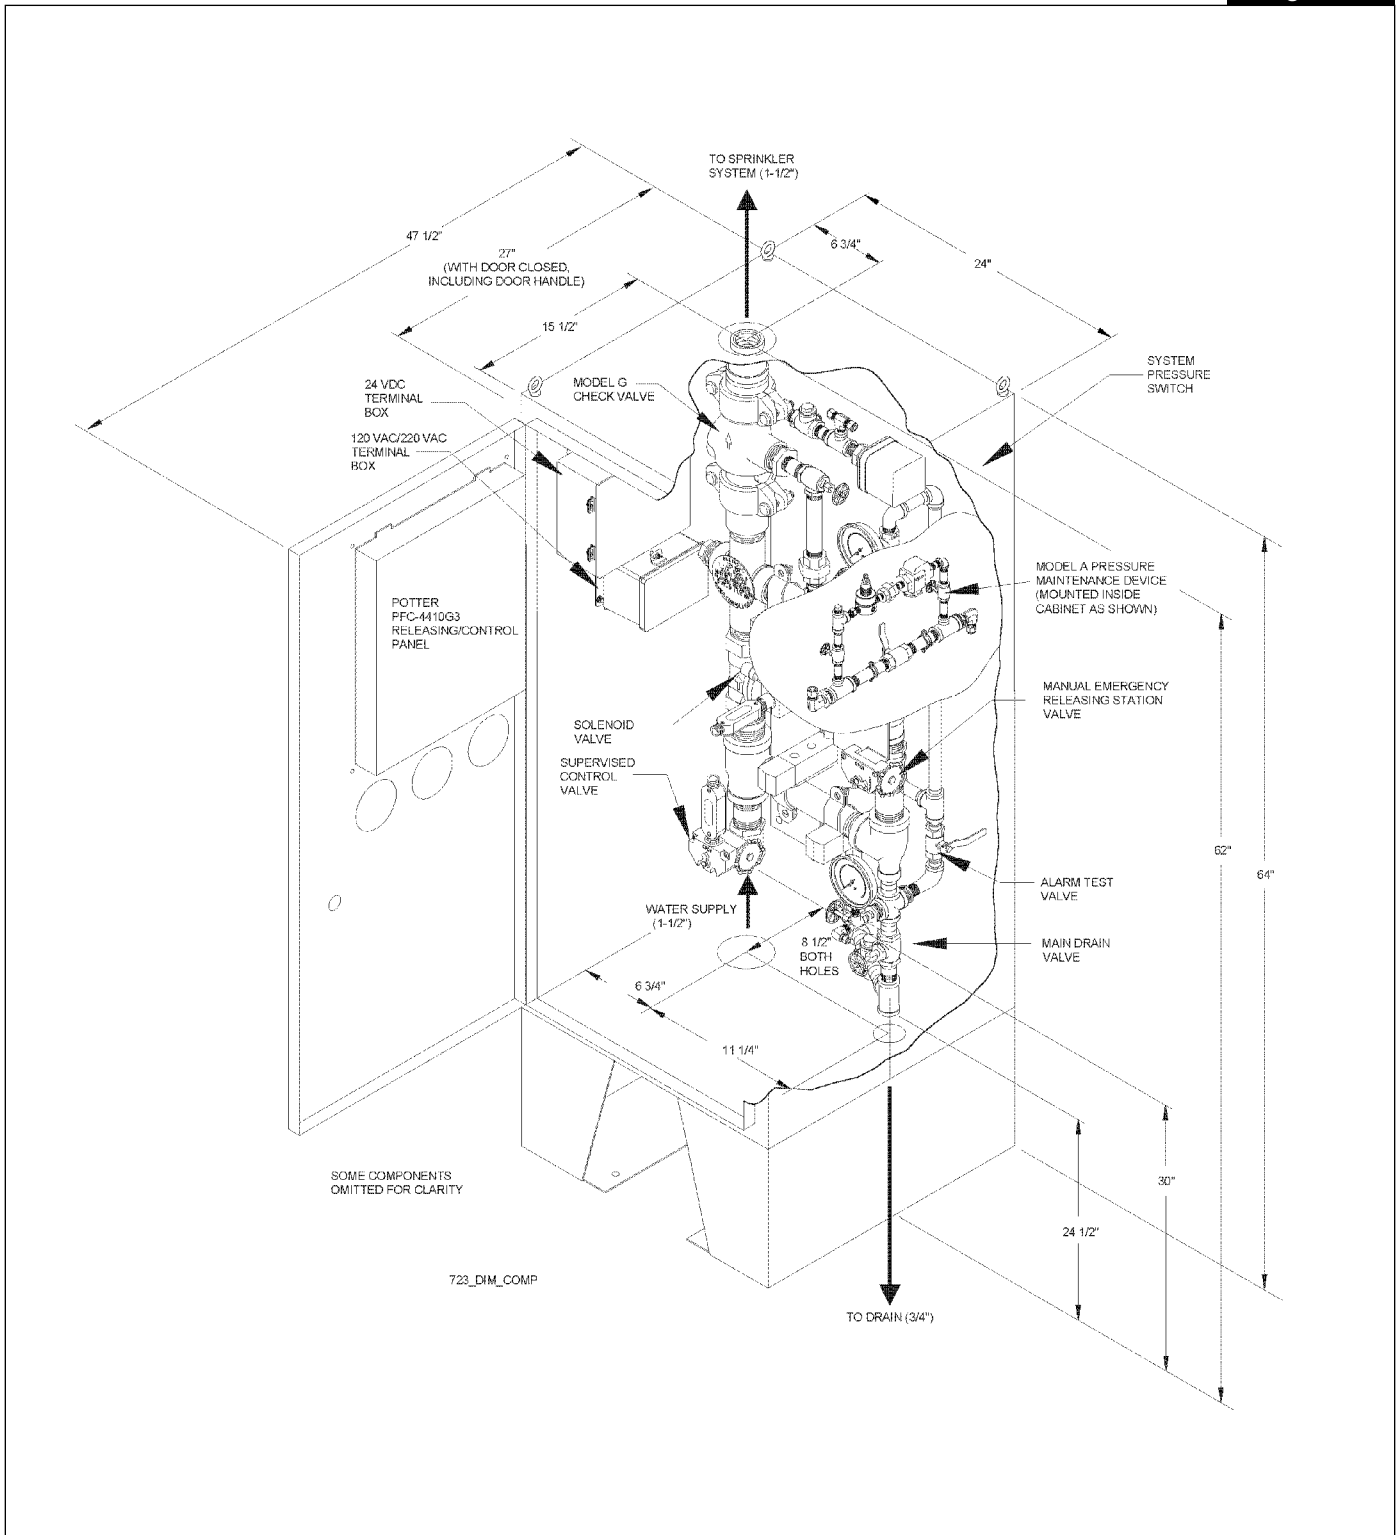 TO SPRINKLER
SYSTEM (1-1/2")
47 1/2"
27"
(WITH DOOR CLOSED,
INCLUDING DOOR HANDLE)
6 3/4"
24"
15 1/2"
24 VDC
TERMINAL
BOX
MODEL G
CHECK VALVE
SYSTEM
PRESSURE
SWITCH
120 VAC/220 VAC
TERMINAL
BOX
MODEL A PRESSURE
MAINTENANCE DEVICE
(MOUNTED INSIDE
CABINET AS SHOWN)
POTTER
PFC-4410G3
RELEASING/CONTROL
PANEL
MANUAL EMERGENCY
RELEASING STATION
VALVE
SOLENOID
VALVE
SUPERVISED
CONTROL
VALVE
62"
64"
ALARM TEST
VALVE
WATER SUPPLY
(1-1/2")
8 1/2"
BOTH
HOLES
MAIN DRAIN
VALVE
6 3/4"
11 1/4"
SOME COMPONENTS
OMITTED FOR CLARITY
30"
24 1/2"
723_DIM_COMP
TO DRAIN (3/4")